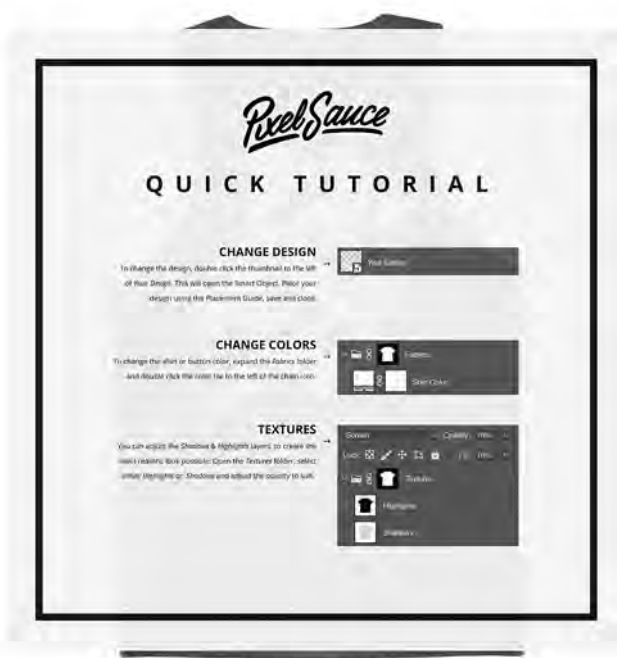 PixelSauce
QUICK TUTORIAL
CHANGE DESIGN
To change the design, double click the thumbnail to the left
of Your Design. This will open the Smart Object. Place your
design using the Placement Guide, save and close.
Your Design
CHANGE COLORS
To change the shirt or button color, expand the Fabrics folder
and double click the color tile to the left of the chain icon.
Fabrics
Shirt Color
TEXTURES
You can adjust the Shadows & Highlights layers, to create the
most realistic look possible. Open the Textures folder, select
either Highlights or Shadows and adjust the opacity to suit.
Screen
Opacity:
Lock:
Textures
Highlights
Shadows